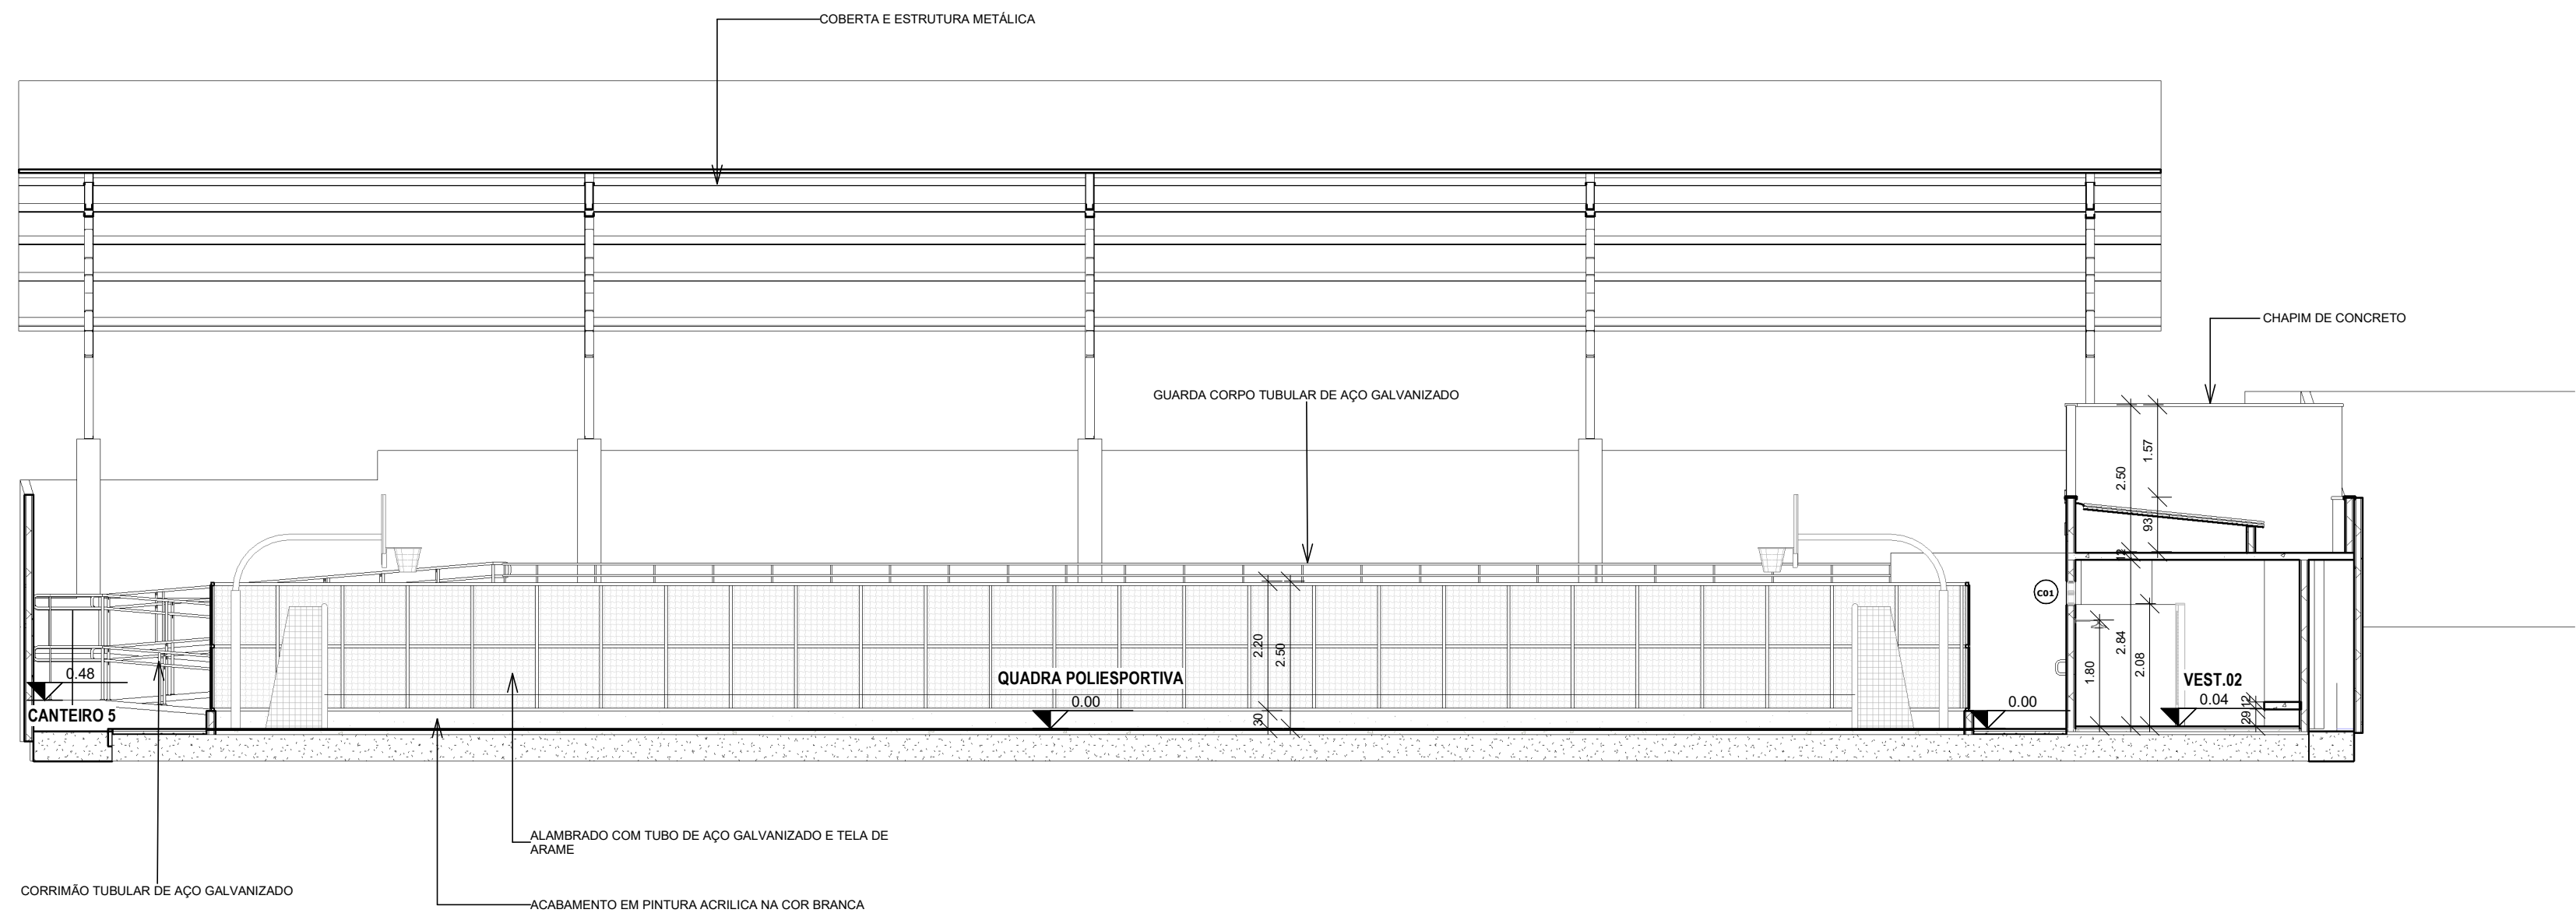 COBERTA E ESTRUTURA METÁLICA
CHAPIM DE CONCRETO
GUARDA CORPO TUBULAR DE AÇO GALVANIZADO
1.57
2.50
93
12
C01
2.20
2.50
2.84
2.08
1.80
0.48
QUADRA POLIESPORTIVA
VEST.02
0.00
0.00
0.04
CANTEIRO 5
30
12
29
ALAMBRADO COM TUBO DE AÇO GALVANIZADO E TELA DE
ARAME
CORRIMÃO TUBULAR DE AÇO GALVANIZADO
ACABAMENTO EM PINTURA ACRILICA NA COR BRANCA